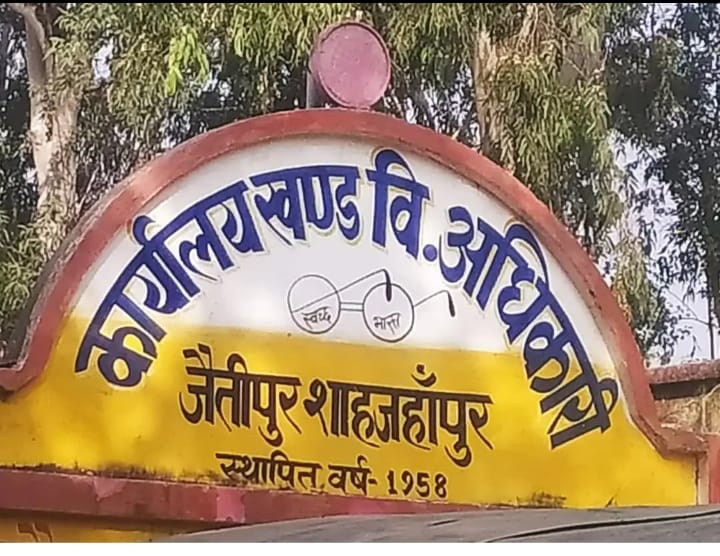 कार्यालय खण्ड वि. अधिकारी
स्वच्छ भारत
जैतीपुर शाहजहाँपुर
स्थापित वर्ष- 1958